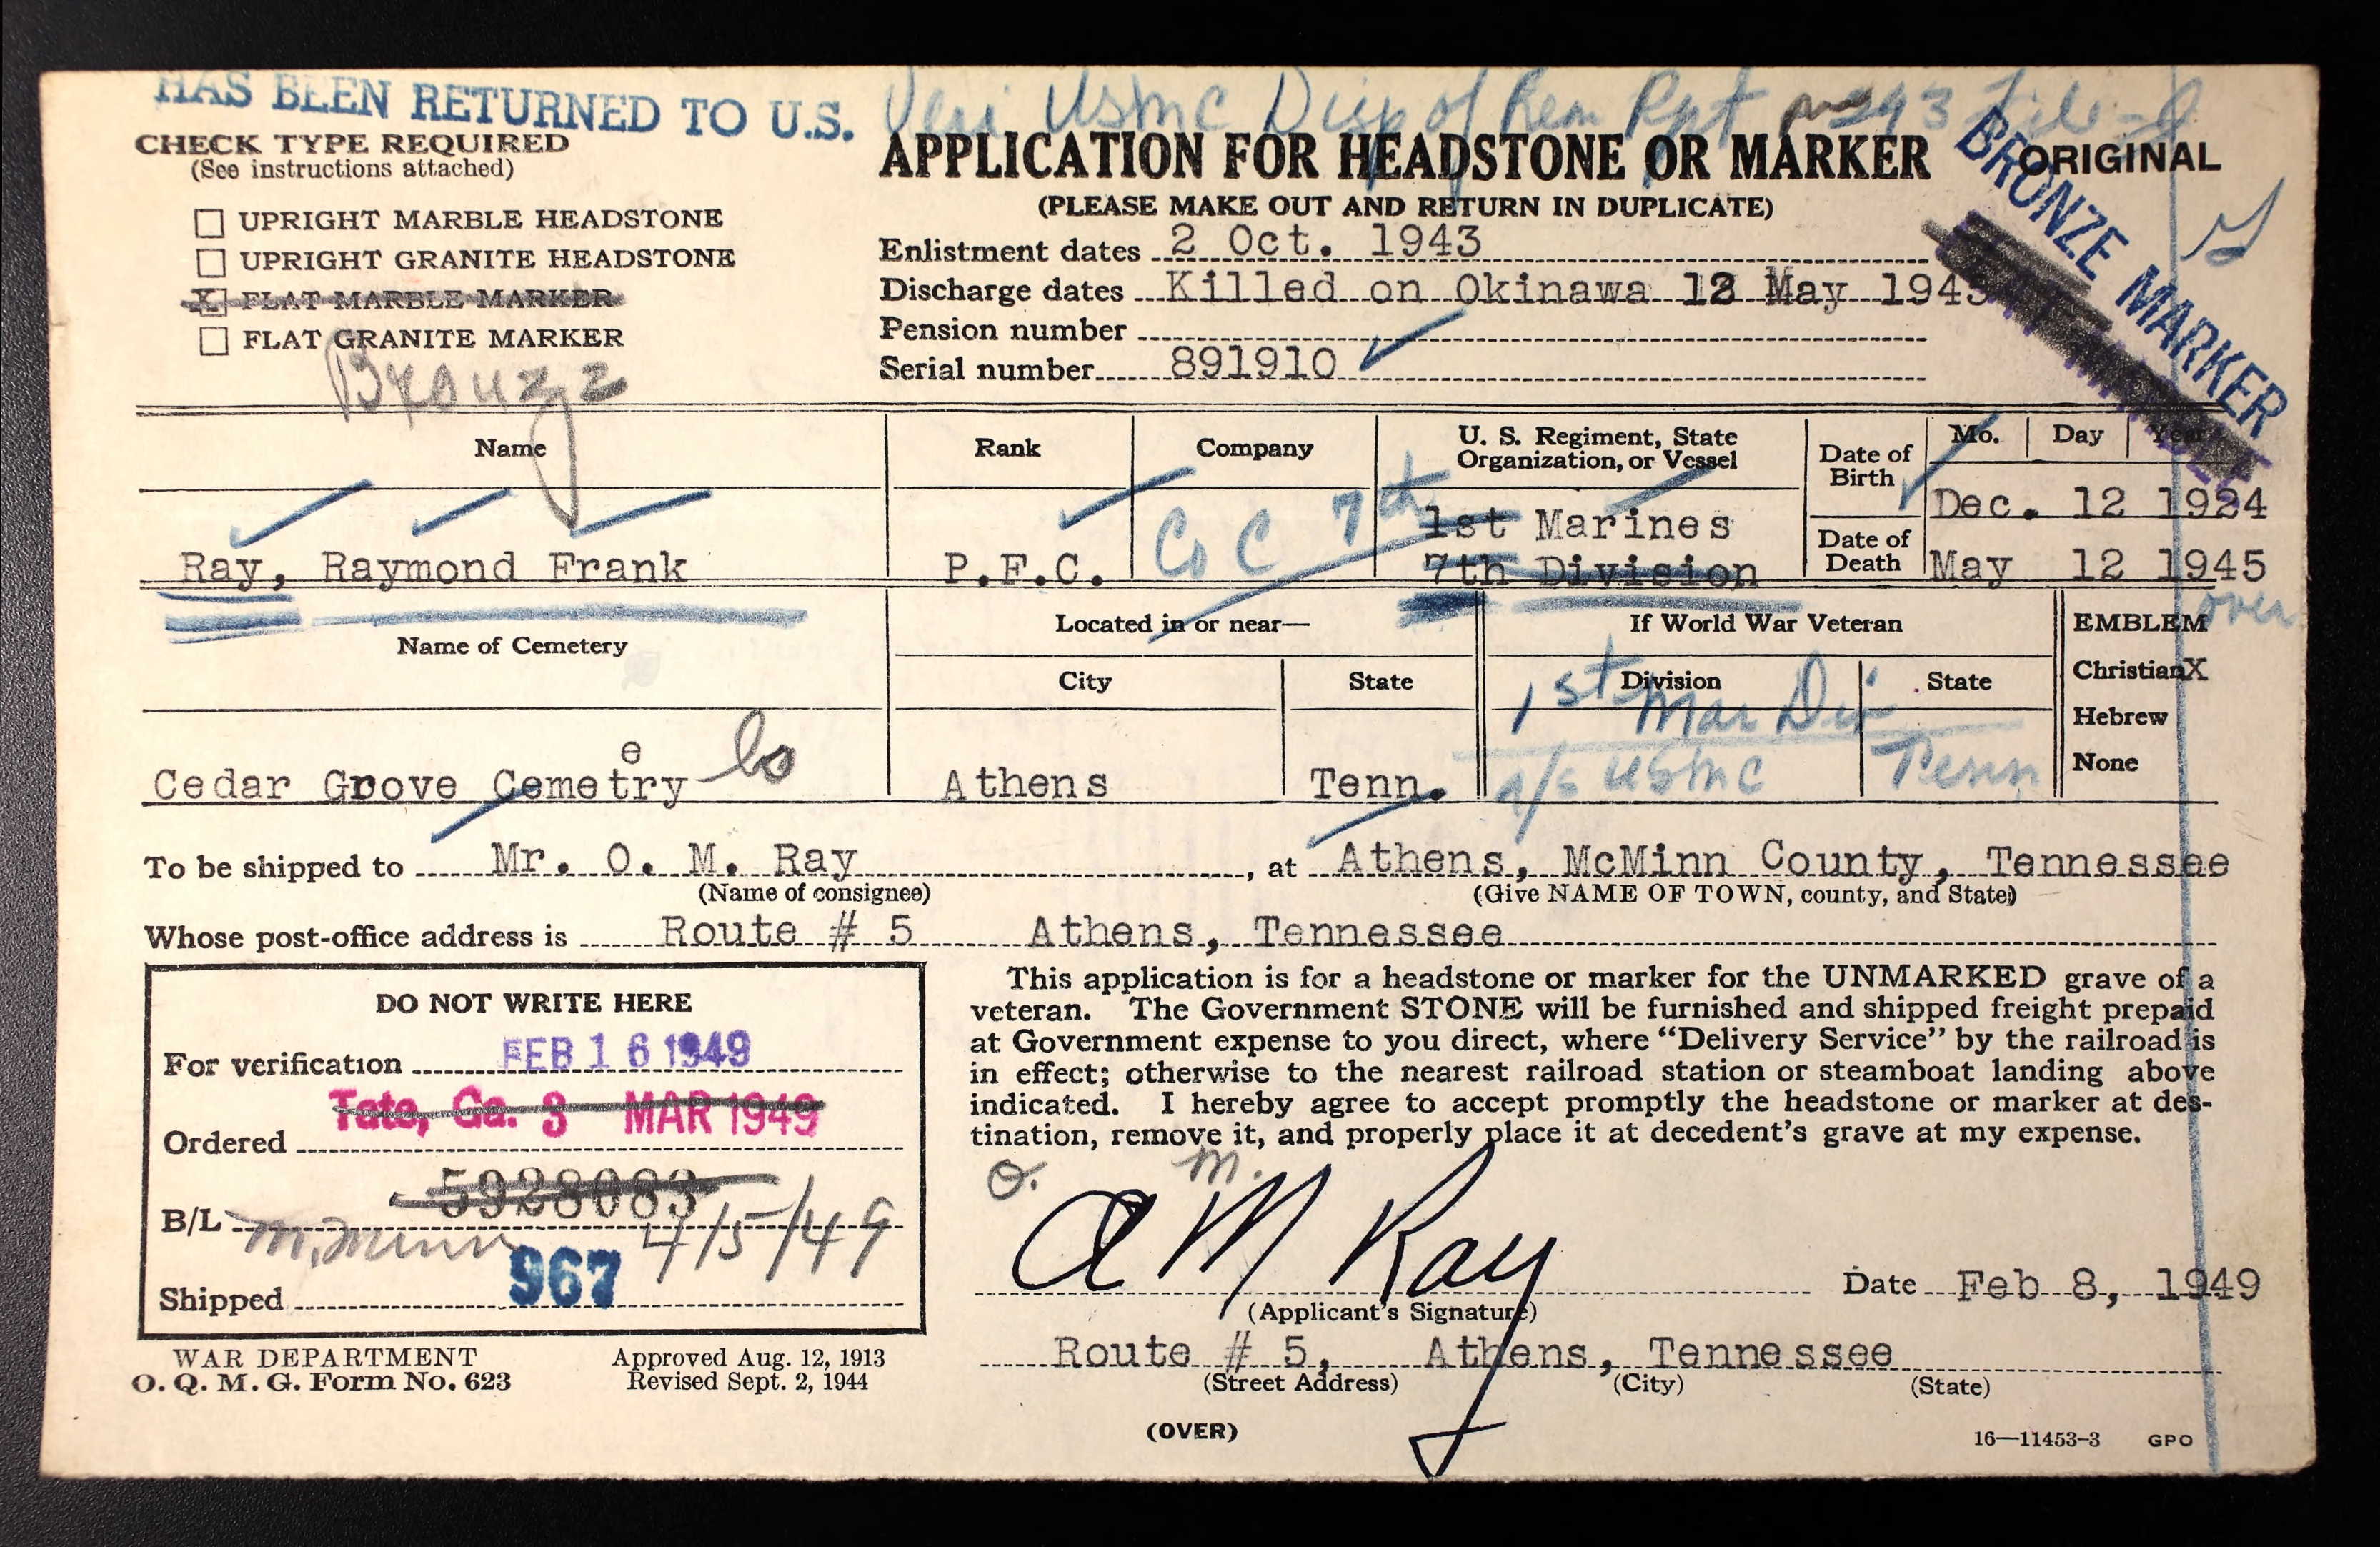 HAS BEEN RETURNED TO U.S.
Veri USMC Disp of Rem Rpt
CHECK TYPE REQUIRED
(See instructions attached)
☐ UPRIGHT MARBLE HEADSTONE
☐ UPRIGHT GRANITE HEADSTONE
X FLAT MARBLE MARKER
☐ FLAT GRANITE MARKER
Bronze
APPLICATION FOR HEADSTONE OR MARKER
(PLEASE MAKE OUT AND RETURN IN DUPLICATE)
ORIGINAL
BRONZE MARKER
Enlistment dates 2 Oct. 1943
Discharge dates Killed on Okinawa 12 May 1945
Pension number
Serial number 891910
Name
Ray, Raymond Frank
Rank
P.F.C.
Company
Co C 7th
U. S. Regiment, State
Organization, or Vessel
1st Marines
7th Division
Date of
Birth
Mo. Day Year
Dec. 12 1924
Date of
Death
May 12 1945
over
Name of Cemetery
Cedar Grove Cemetry
e
Located in or near—
City State
Athens Tenn.
If World War Veteran
Division State
1st Mar Div
USMC Tenn
EMBLEM
Christian X
Hebrew
None
To be shipped to Mr. O. M. Ray, at Athens, McMinn County, Tennessee
(Name of consignee) (Give NAME OF TOWN, county, and State)
Whose post-office address is Route # 5 Athens, Tennessee
DO NOT WRITE HERE
For verification FEB 16 1949
Tate, Ga. 3 MAR 1949
Ordered
5928083
B/L
4/5/49
967
Shipped
This application is for a headstone or marker for the UNMARKED grave of a
veteran. The Government STONE will be furnished and shipped freight prepaid
at Government expense to you direct, where “Delivery Service” by the railroad is
in effect; otherwise to the nearest railroad station or steamboat landing above
indicated. I hereby agree to accept promptly the headstone or marker at des-
tination, remove it, and properly place it at decedent’s grave at my expense.
O. M.
O M Ray
(Applicant’s Signature)
Date Feb 8, 1949
Route # 5, Athens, Tennessee
(Street Address) (City) (State)
WAR DEPARTMENT
O. Q. M. G. Form No. 623
Approved Aug. 12, 1913
Revised Sept. 2, 1944
(OVER)
16—11453-3 GPO